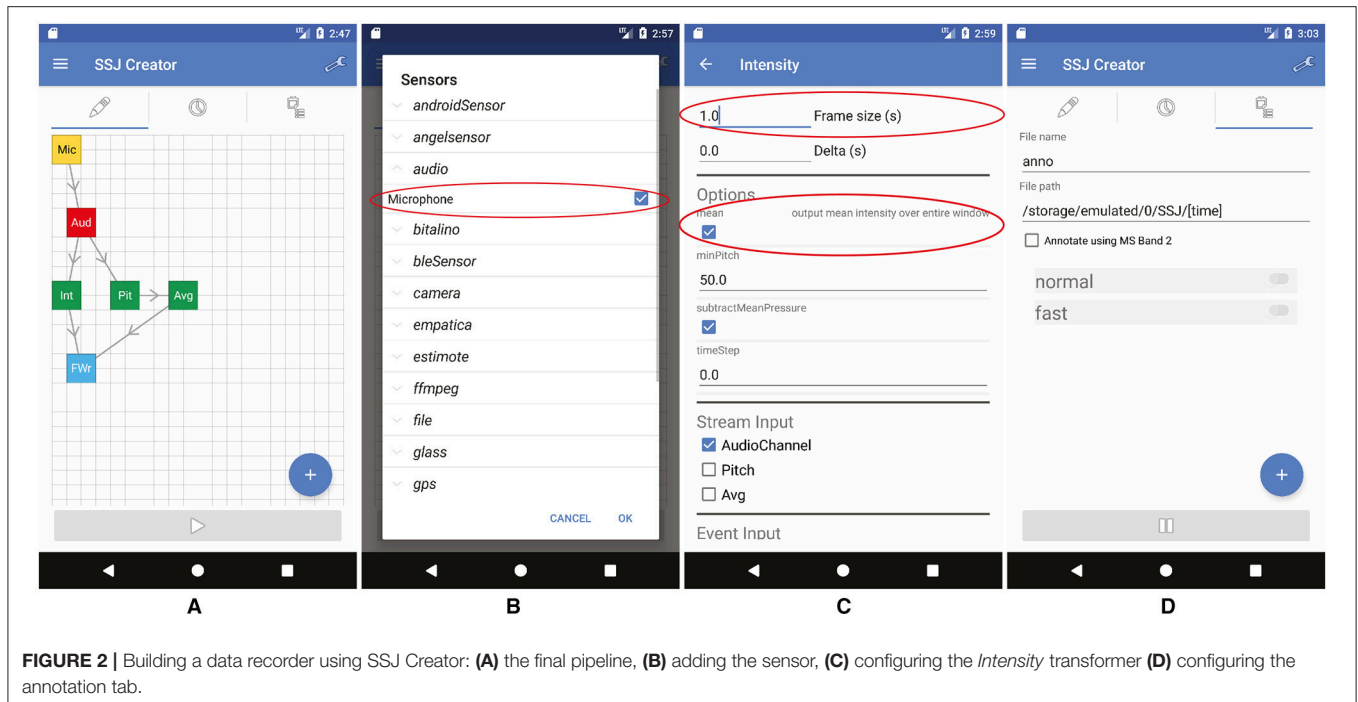 2:47
SSJ Creator
Mic
Aud
Int
Pit
Avg
FWr
A
2:57
Sensors
androidSensor
angelsensor
audio
Microphone
bitalino
bleSensor
camera
empatica
estimote
ffmpeg
file
glass
gps
CANCEL OK
B
2:59
Intensity
1.0 Frame size (s)
0.0 Delta (s)
Options
mean output mean intensity over entire window
minPitch
50.0
subtractMeanPressure
timeStep
0.0
Stream Input
AudioChannel
Pitch
Avg
Event Input
C
3:03
SSJ Creator
File name
anno
File path
/storage/emulated/0/SSJ/[time]
Annotate using MS Band 2
normal
fast
D
FIGURE 2 | Building a data recorder using SSJ Creator: (A) the final pipeline, (B) adding the sensor, (C) configuring the Intensity transformer (D) configuring the
annotation tab.